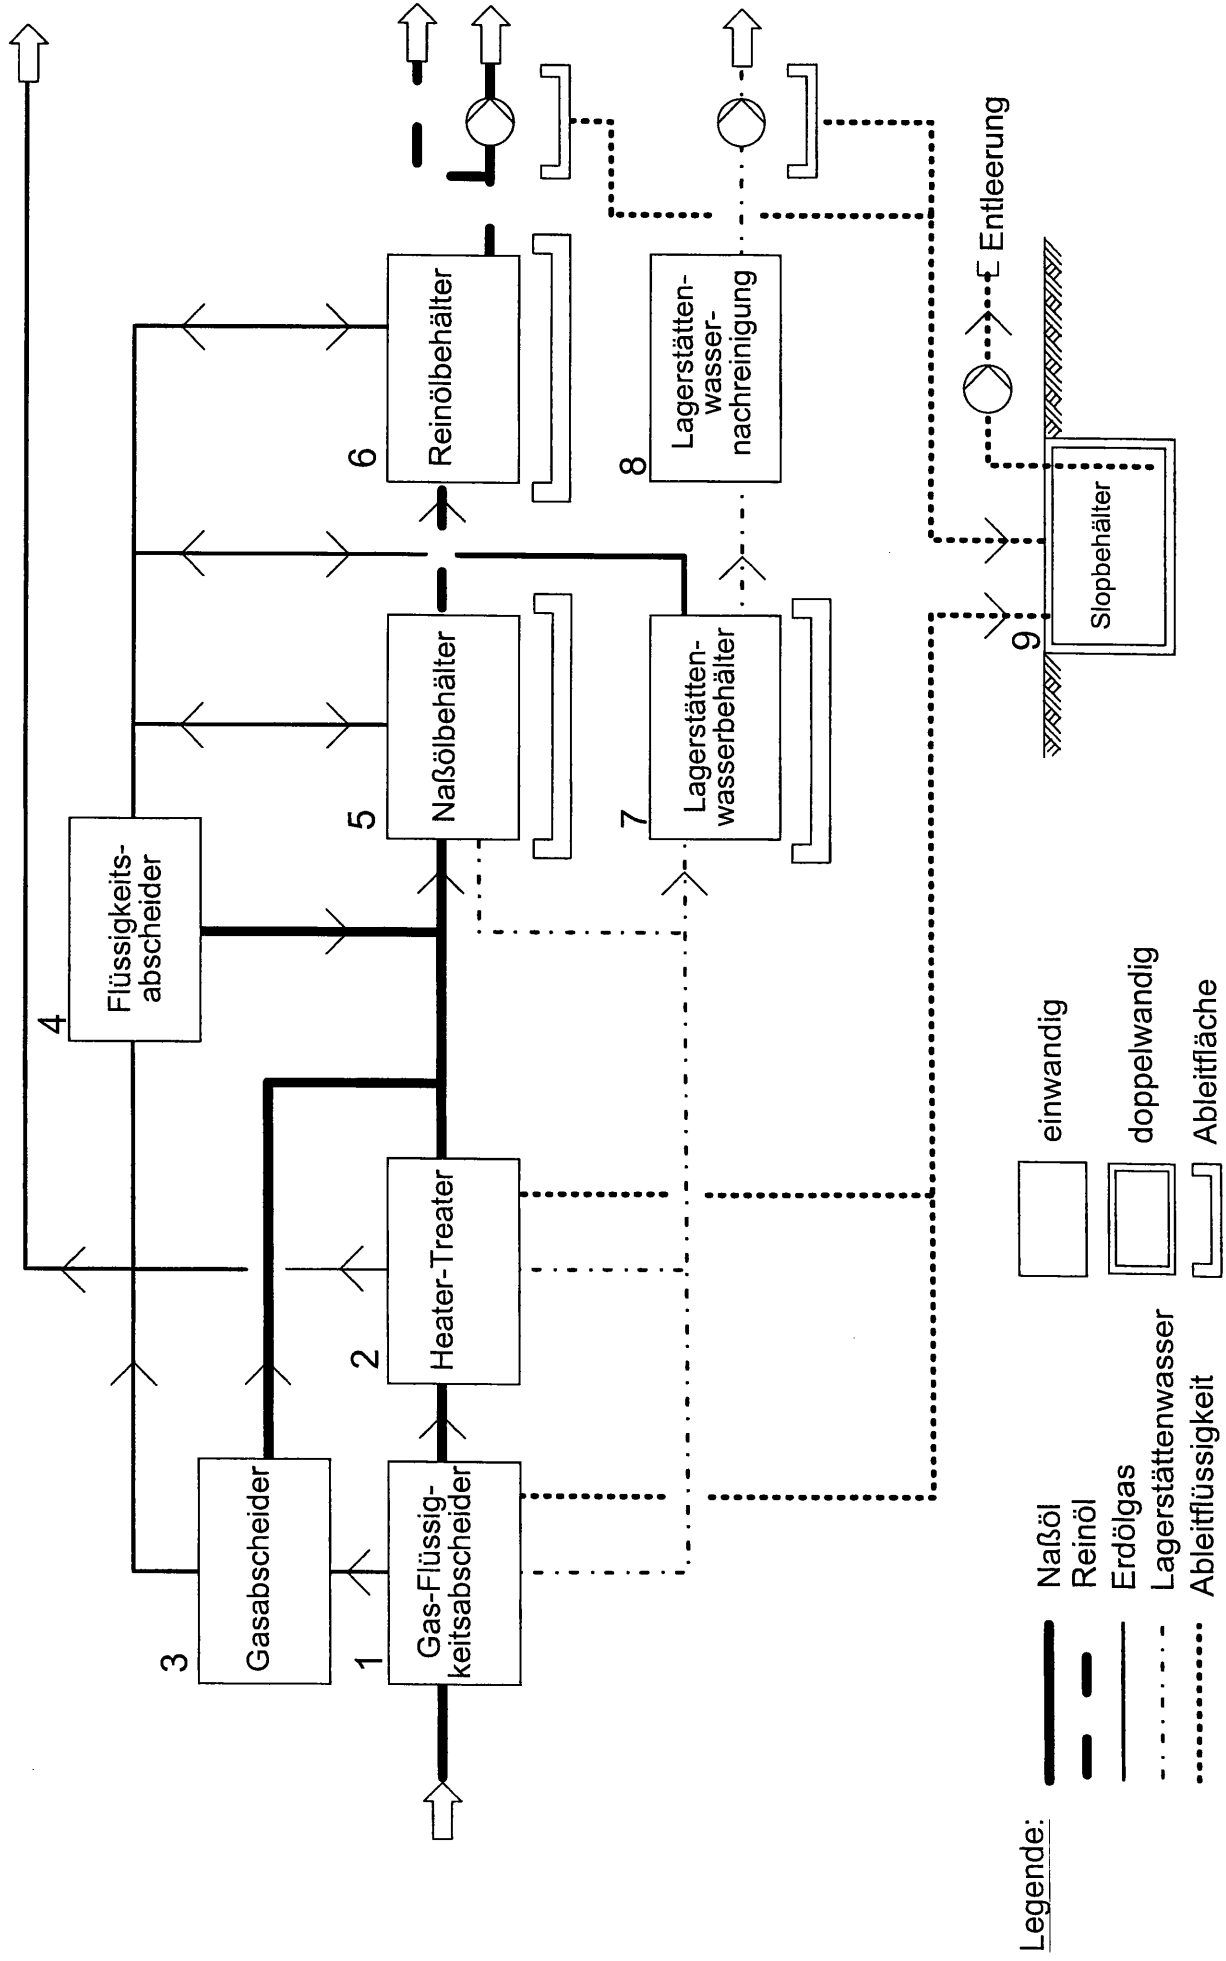 4
Flüssigkeits-
abscheider
3
Gasabscheider
1
Gas-Flüssig-
keitsabscheider
2
Heater-Treater
5
Naßölbehälter
6
Reinölbehälter
7
Lagerstätten-
wasserbehälter
8
Lagerstätten-
wasser-
nachreinigung
Entleerung
9
Slopbehälter
Legende:
Naßöl
Reinöl
Erdölgas
Lagerstättenwasser
Ableitflüssigkeit
einwandig
doppelwandig
Ableitfläche